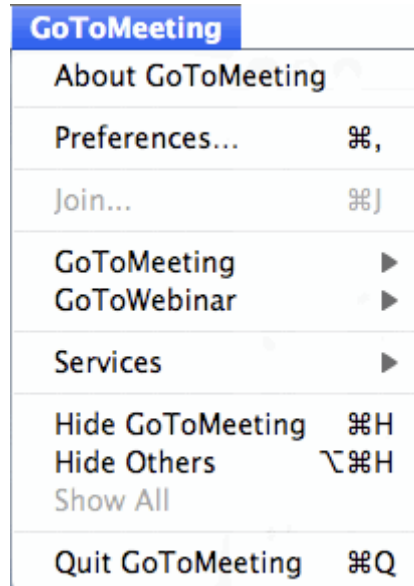 GoToMeeting
About GoToMeeting
Preferences... ⌘,
Join... ⌘J
GoToMeeting ▶
GoToWebinar ▶
Services ▶
Hide GoToMeeting ⌘H
Hide Others ⌥⌘H
Show All
Quit GoToMeeting ⌘Q